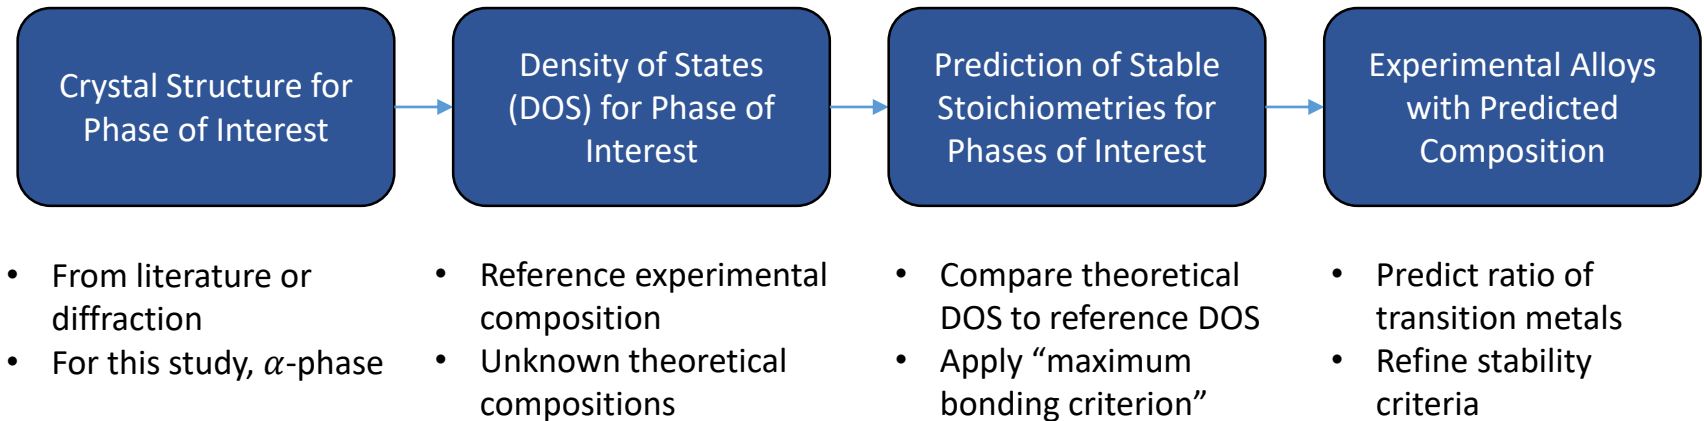 Crystal Structure for
Phase of Interest
Density of States
(DOS) for Phase of
Interest
Prediction of Stable
Stoichiometries for
Phases of Interest
Experimental Alloys
with Predicted
Composition
• From literature or
diffraction
• For this study, 𝛼-phase
• Reference experimental
composition
• Unknown theoretical
compositions
• Compare theoretical
DOS to reference DOS
• Apply “maximum
bonding criterion”
• Predict ratio of
transition metals
• Refine stability
criteria